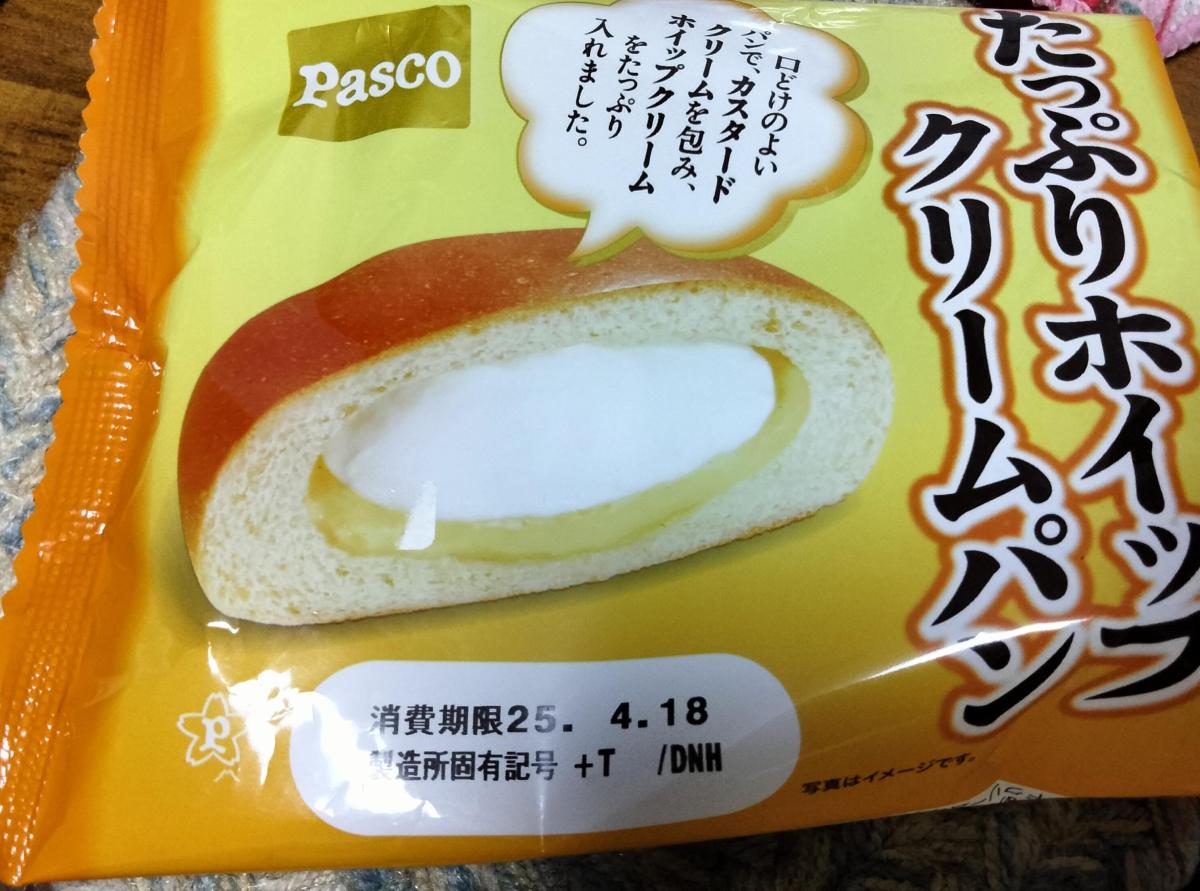 Pasco
たっぷりホイップ
クリームパン
口どけのよい
パンで、カスタード
クリームを包み、
ホイップクリーム
をたっぷり
入れました。
P
消費期限25. 4.18
製造所固有記号 +T /DNH
写真はイメージです。